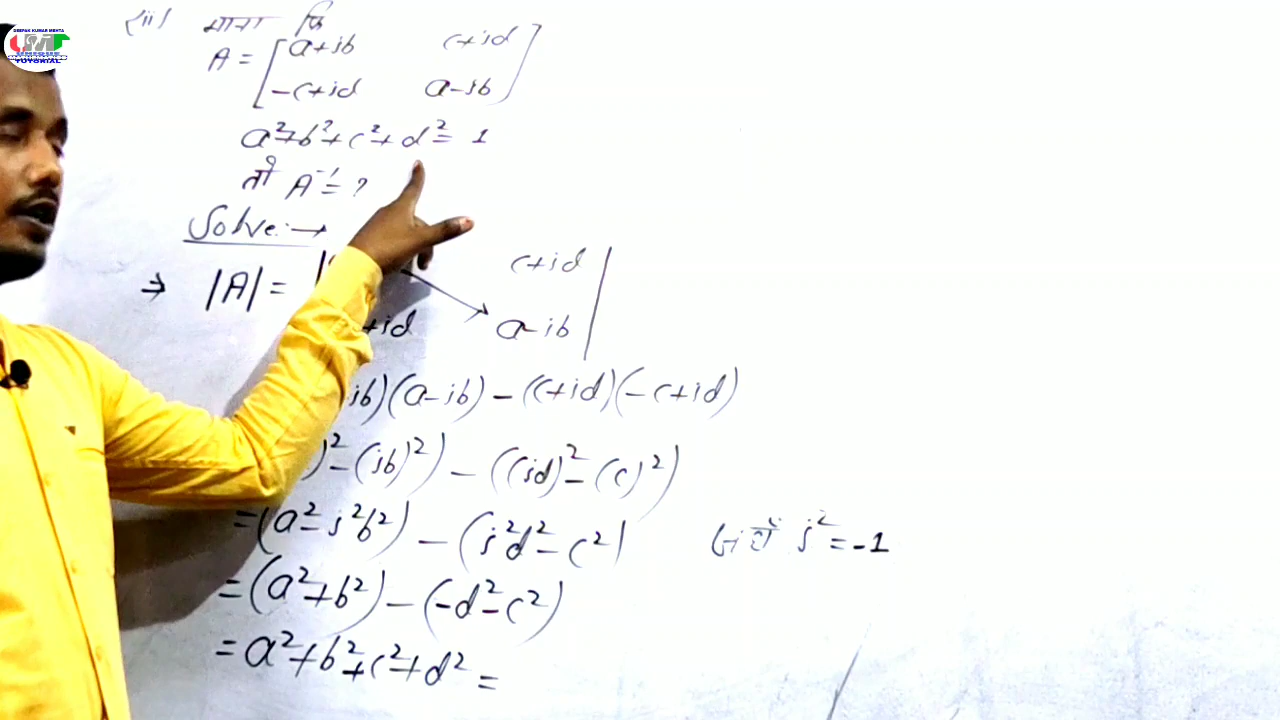 DEEPAK KUMAR MEHTA
UNIQUE
TUTORIAL
(ii) माना कि
A = [a+ib c+id
-c+id a-ib]
a²+b²+c²+d² = 1
तो A⁻¹ = ?
Solve:→
⇒ |A| = | c+id |
+id a-ib
ib)(a-ib) - (c+id)(-c+id)
)² - (ib)²) - ((id)² - (c)²)
= (a² - i²b²) - (i²d² - c²) जहाँ i² = -1
= (a²+b²) - (-d²-c²)
= a²+b²+c²+d² =